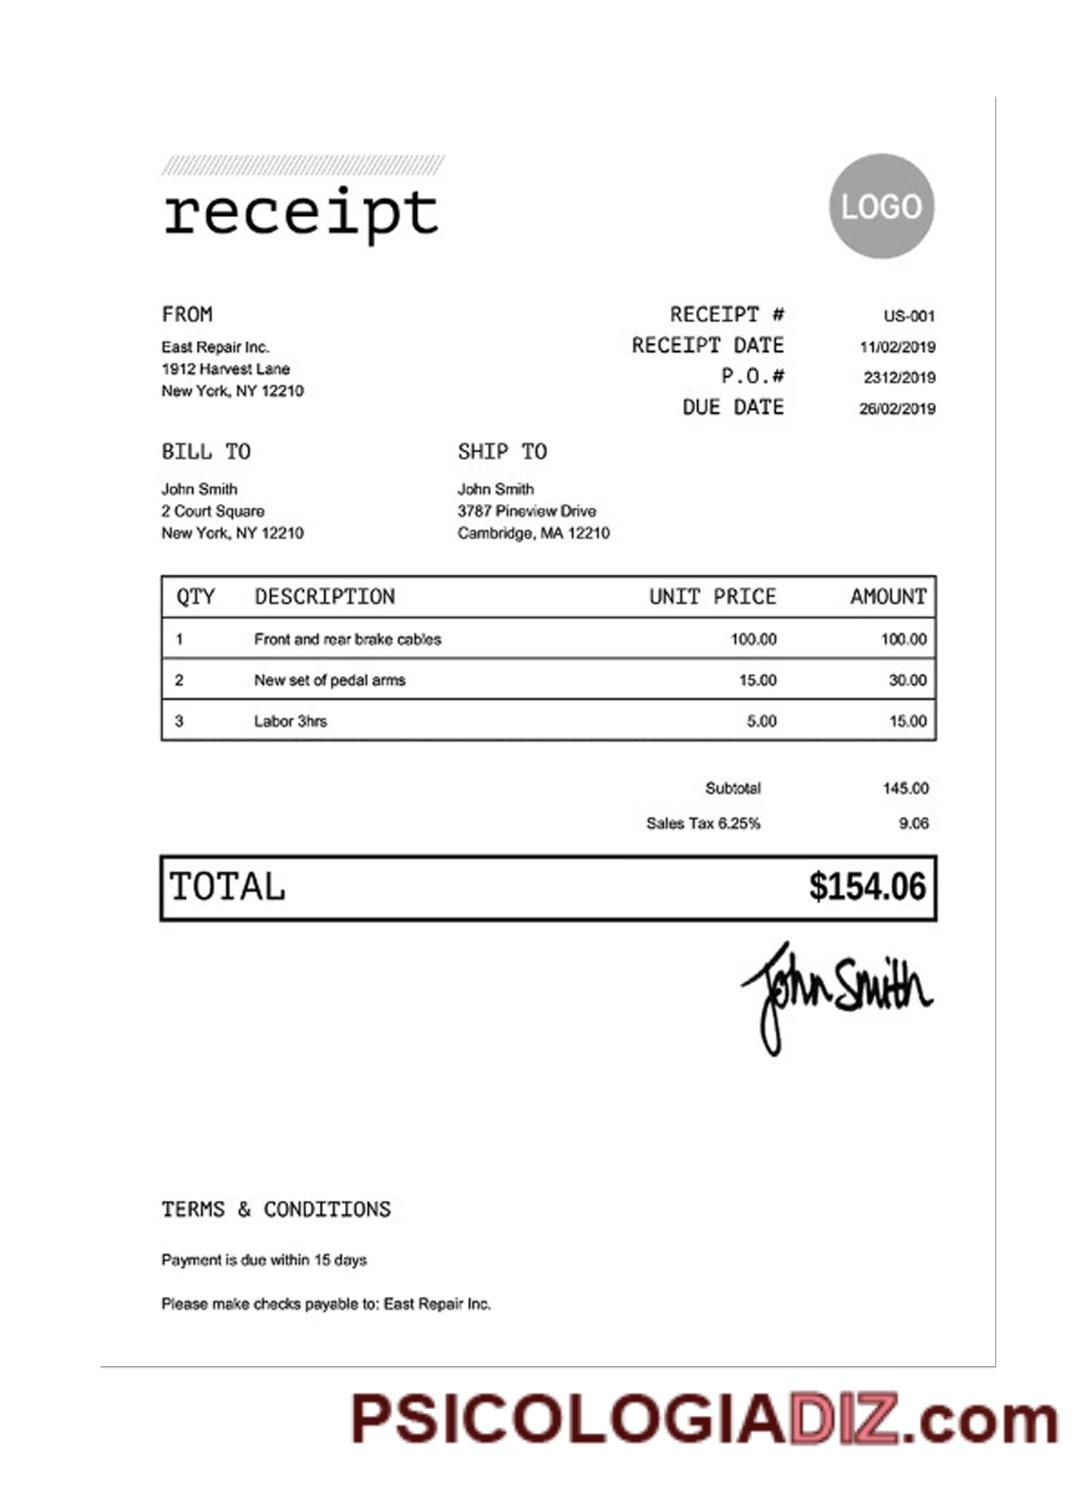 receipt
LOGO
FROM
East Repair Inc.
1912 Harvest Lane
New York, NY 12210
RECEIPT # US-001
RECEIPT DATE 11/02/2019
P.O.# 2312/2019
DUE DATE 26/02/2019
BILL TO
John Smith
2 Court Square
New York, NY 12210
SHIP TO
John Smith
3787 Pineview Drive
Cambridge, MA 12210
QTY DESCRIPTION UNIT PRICE AMOUNT
1 Front and rear brake cables 100.00 100.00
2 New set of pedal arms 15.00 30.00
3 Labor 3hrs 5.00 15.00
Subtotal 145.00
Sales Tax 6.25% 9.06
TOTAL $154.06
John Smith
TERMS & CONDITIONS
Payment is due within 15 days
Please make checks payable to: East Repair Inc.
PSICOLOGIADIZ.com